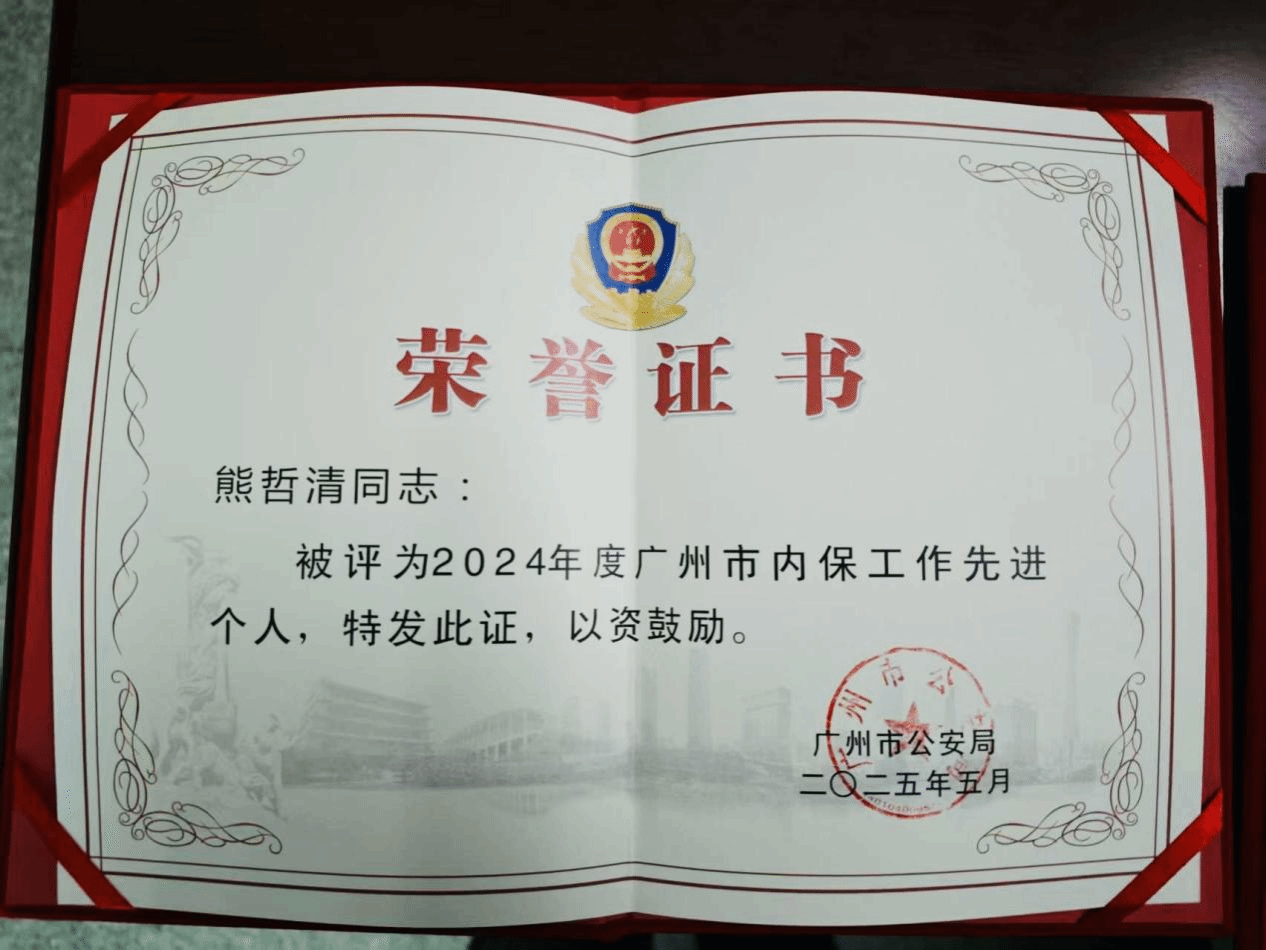 荣誉证书
熊哲清同志：
被评为2024年度广州市内保工作先进
个人，特发此证，以资鼓励。
广州市公安局
二〇二五年五月